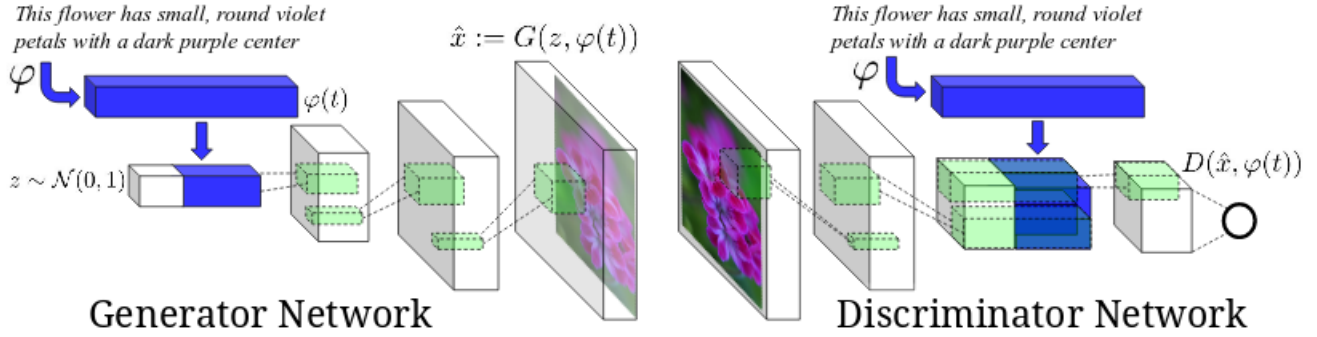 This flower has small, round violet
petals with a dark purple center
φ
φ(t)
z ∼ 𝒩(0, 1)
x̂ := G(z, φ(t))
Generator Network
This flower has small, round violet
petals with a dark purple center
φ
D(x̂, φ(t))
Discriminator Network